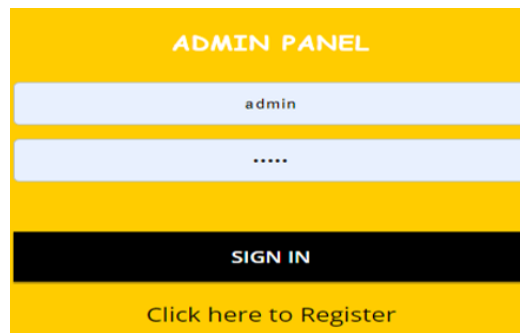 ADMIN PANEL
admin
•••••
SIGN IN
Click here to Register